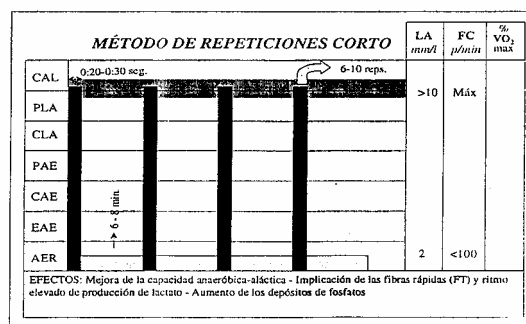 MÉTODO DE REPETICIONES CORTO
LA
mm/l
FC
p/min
%
VO2
max
0:20-0:30 seg.
6-10 reps.
CAL
>10
Máx
PLA
CLA
PAE
CAE
--> 6 - 8 min.
EAE
AER
2
<100
EFECTOS: Mejora de la capacidad anaeróbica-aláctica - Implicación de las fibras rápidas (FT) y ritmo
elevado de producción de lactato - Aumento de los depósitos de fosfatos